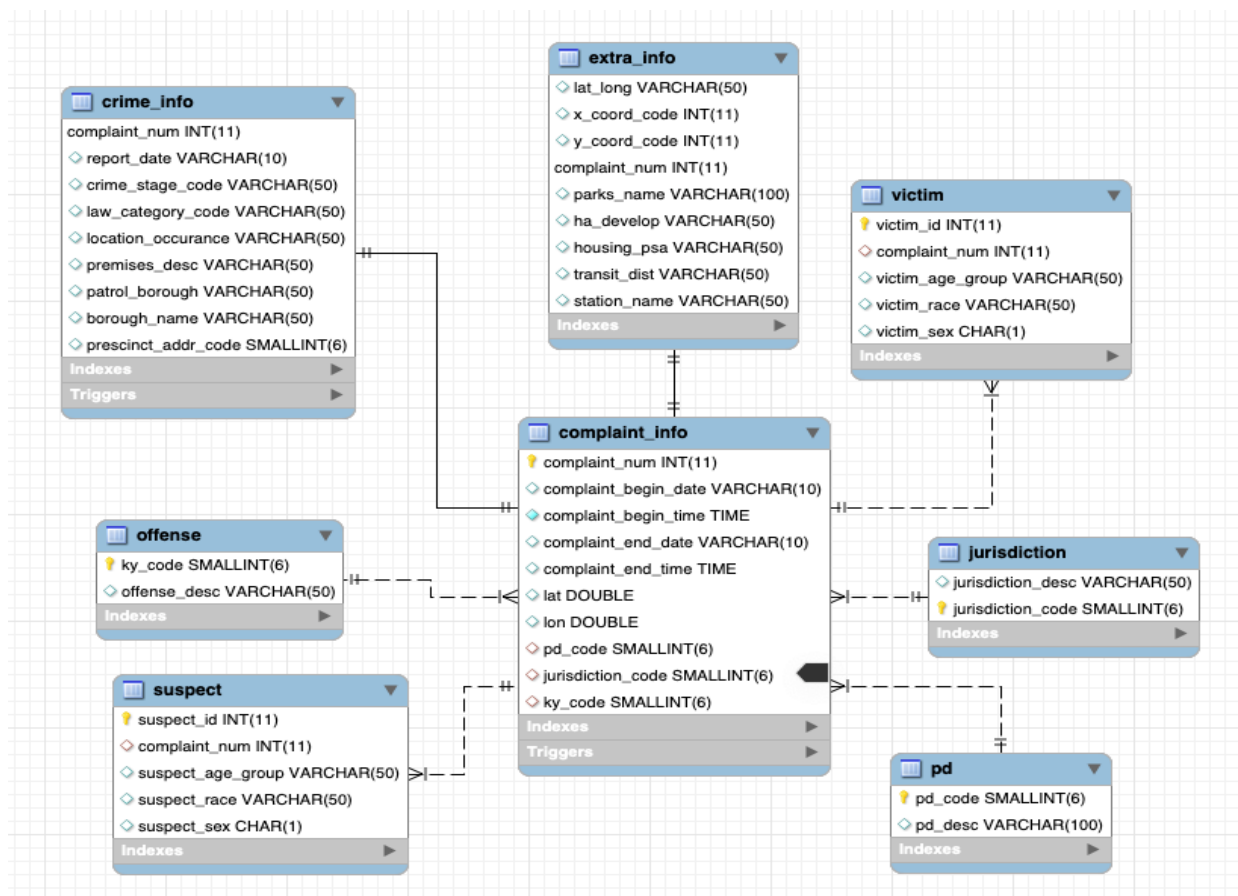 extra_info
lat_long VARCHAR(50)
x_coord_code INT(11)
y_coord_code INT(11)
complaint_num INT(11)
parks_name VARCHAR(100)
ha_develop VARCHAR(50)
housing_psa VARCHAR(50)
transit_dist VARCHAR(50)
station_name VARCHAR(50)
Indexes
crime_info
complaint_num INT(11)
report_date VARCHAR(10)
crime_stage_code VARCHAR(50)
law_category_code VARCHAR(50)
location_occurance VARCHAR(50)
premises_desc VARCHAR(50)
patrol_borough VARCHAR(50)
borough_name VARCHAR(50)
prescinct_addr_code SMALLINT(6)
Indexes
Triggers
victim
victim_id INT(11)
complaint_num INT(11)
victim_age_group VARCHAR(50)
victim_race VARCHAR(50)
victim_sex CHAR(1)
Indexes
complaint_info
complaint_num INT(11)
complaint_begin_date VARCHAR(10)
complaint_begin_time TIME
complaint_end_date VARCHAR(10)
complaint_end_time TIME
lat DOUBLE
lon DOUBLE
pd_code SMALLINT(6)
jurisdiction_code SMALLINT(6)
ky_code SMALLINT(6)
Indexes
Triggers
offense
ky_code SMALLINT(6)
offense_desc VARCHAR(50)
Indexes
jurisdiction
jurisdiction_desc VARCHAR(50)
jurisdiction_code SMALLINT(6)
Indexes
suspect
suspect_id INT(11)
complaint_num INT(11)
suspect_age_group VARCHAR(50)
suspect_race VARCHAR(50)
suspect_sex CHAR(1)
Indexes
pd
pd_code SMALLINT(6)
pd_desc VARCHAR(100)
Indexes